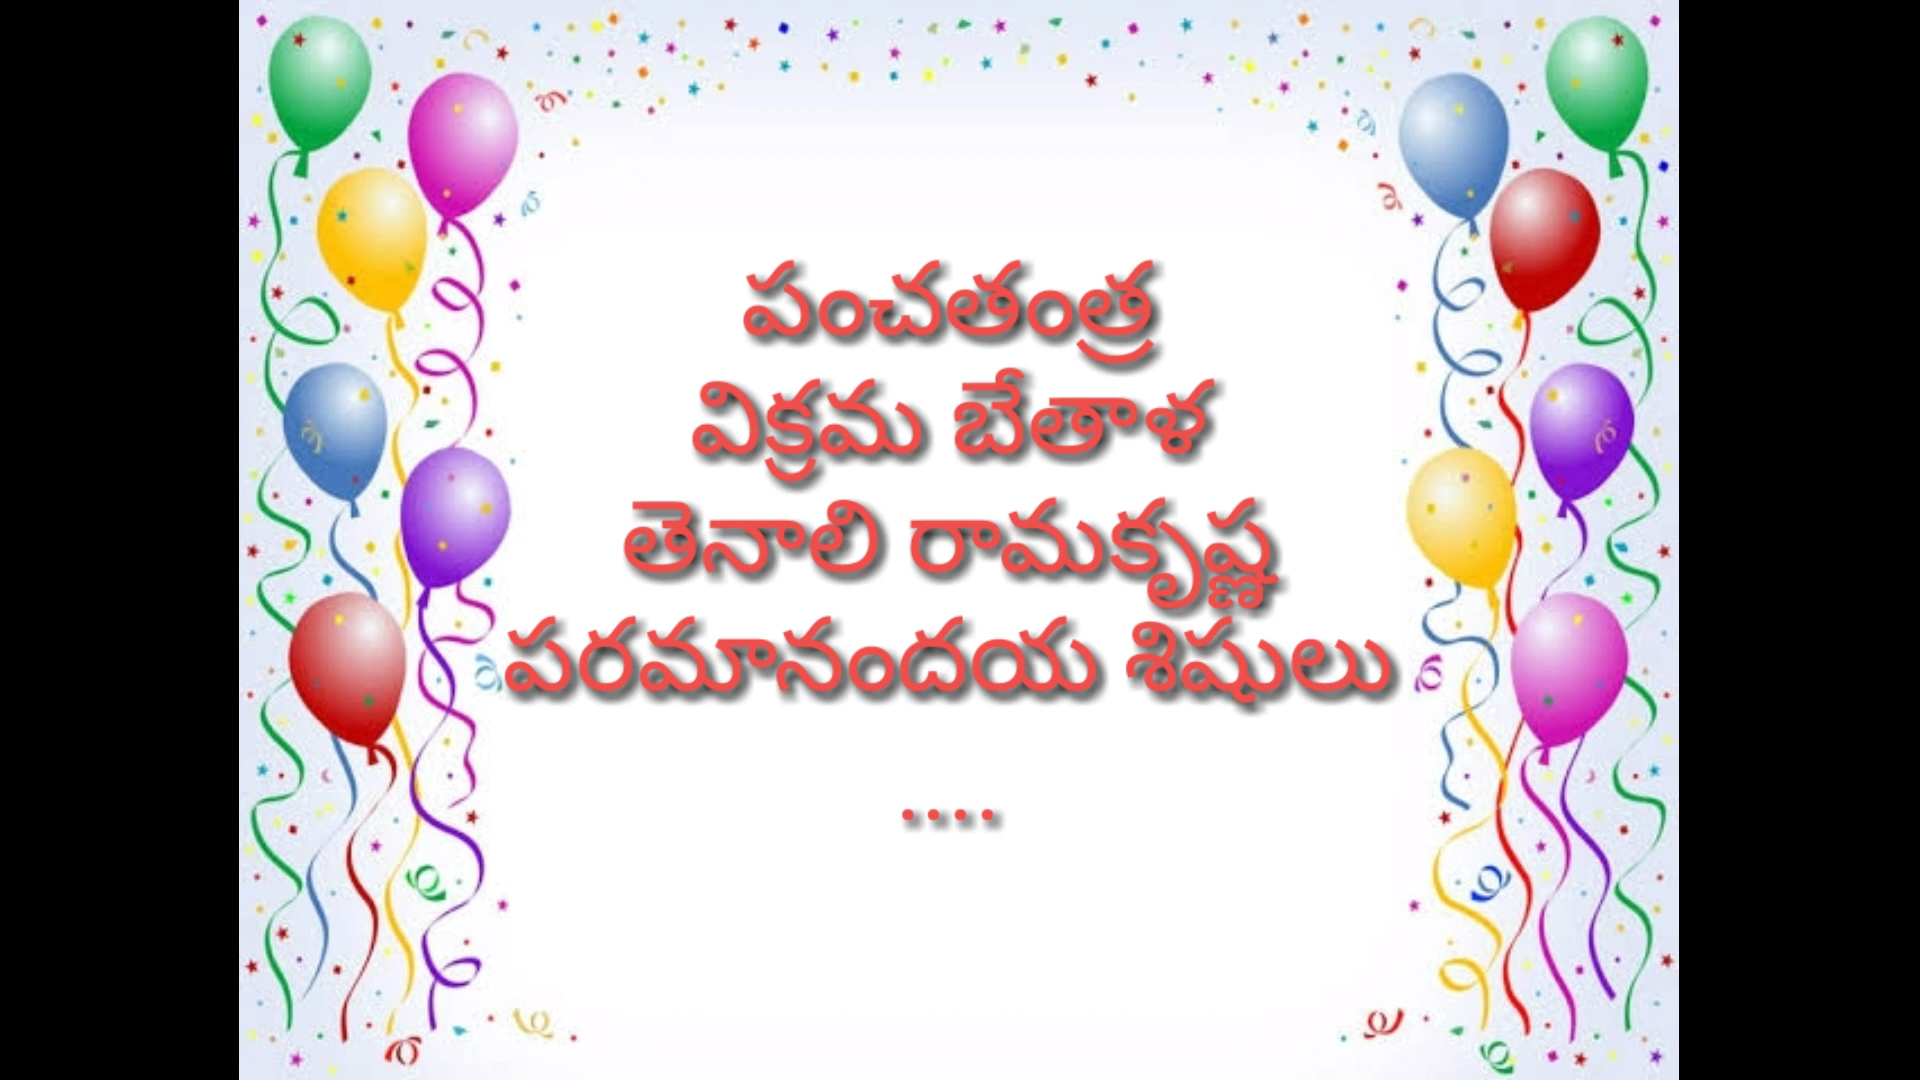 పంచతంత్ర
విక్రమ బేతాళ
తెనాలి రామకృష్ణ
పరమానందయ శిషులు
....